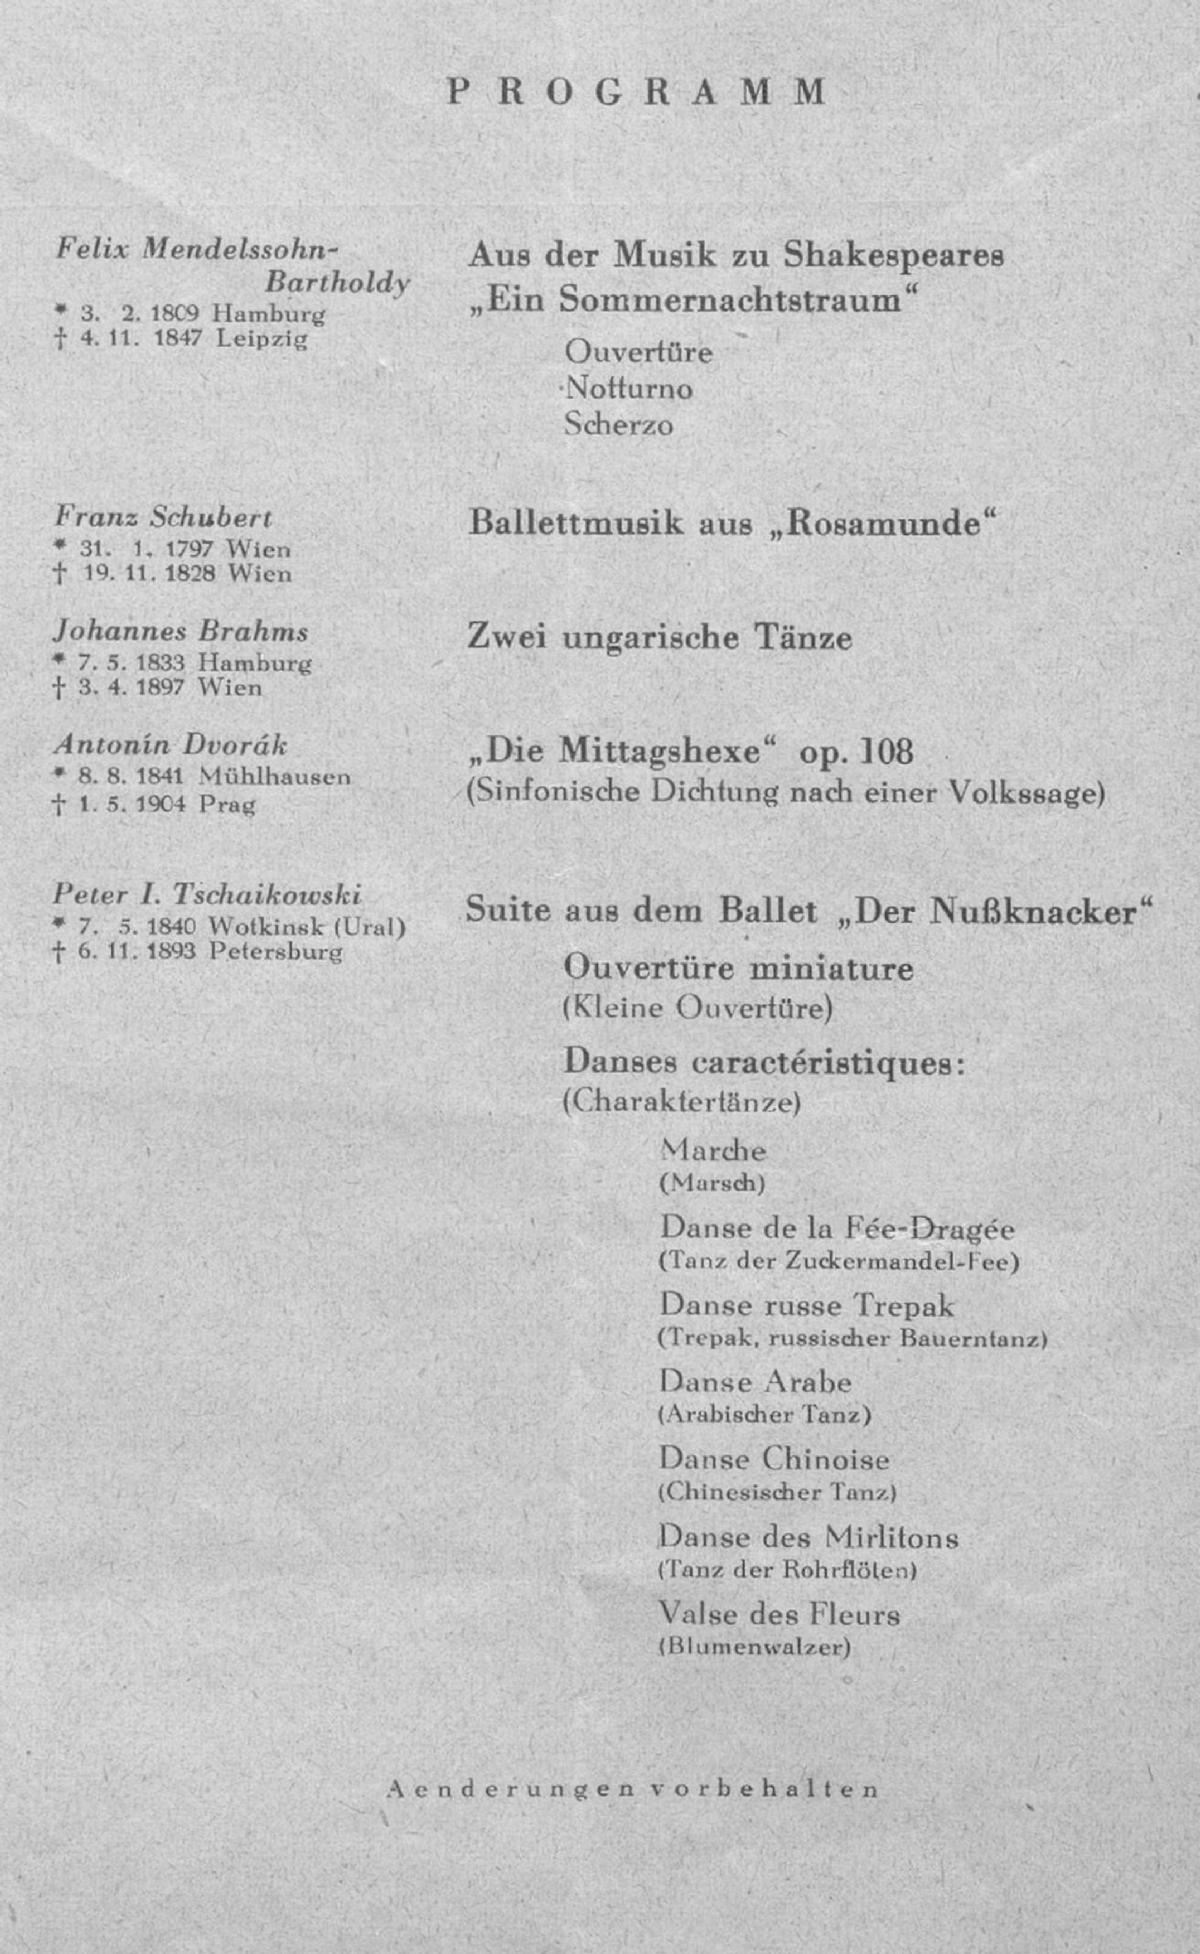 PROGRAMM
Felix Mendelssohn-
Bartholdy
* 3. 2. 1809 Hamburg
† 4. 11. 1847 Leipzig
Aus der Musik zu Shakespeares
„Ein Sommernachtstraum“
Ouvertüre
Notturno
Scherzo
Franz Schubert
* 31. 1. 1797 Wien
† 19. 11. 1828 Wien
Ballettmusik aus „Rosamunde“
Johannes Brahms
* 7. 5. 1833 Hamburg
† 3. 4. 1897 Wien
Zwei ungarische Tänze
Antonín Dvorák
* 8. 8. 1841 Mühlhausen
† 1. 5. 1904 Prag
„Die Mittagshexe“ op. 108
(Sinfonische Dichtung nach einer Volkssage)
Peter I. Tschaikowski
* 7. 5. 1840 Wotkinsk (Ural)
† 6. 11. 1893 Petersburg
Suite aus dem Ballet „Der Nußknacker“
Ouvertüre miniature
(Kleine Ouvertüre)
Danses caractéristiques:
(Charaktertänze)
Marche
(Marsch)
Danse de la Fée-Dragée
(Tanz der Zuckermandel-Fee)
Danse russe Trepak
(Trepak, russischer Bauerntanz)
Danse Arabe
(Arabischer Tanz)
Danse Chinoise
(Chinesischer Tanz)
Danse des Mirlitons
(Tanz der Rohrflöten)
Valse des Fleurs
(Blumenwalzer)
Aenderungen vorbehalten